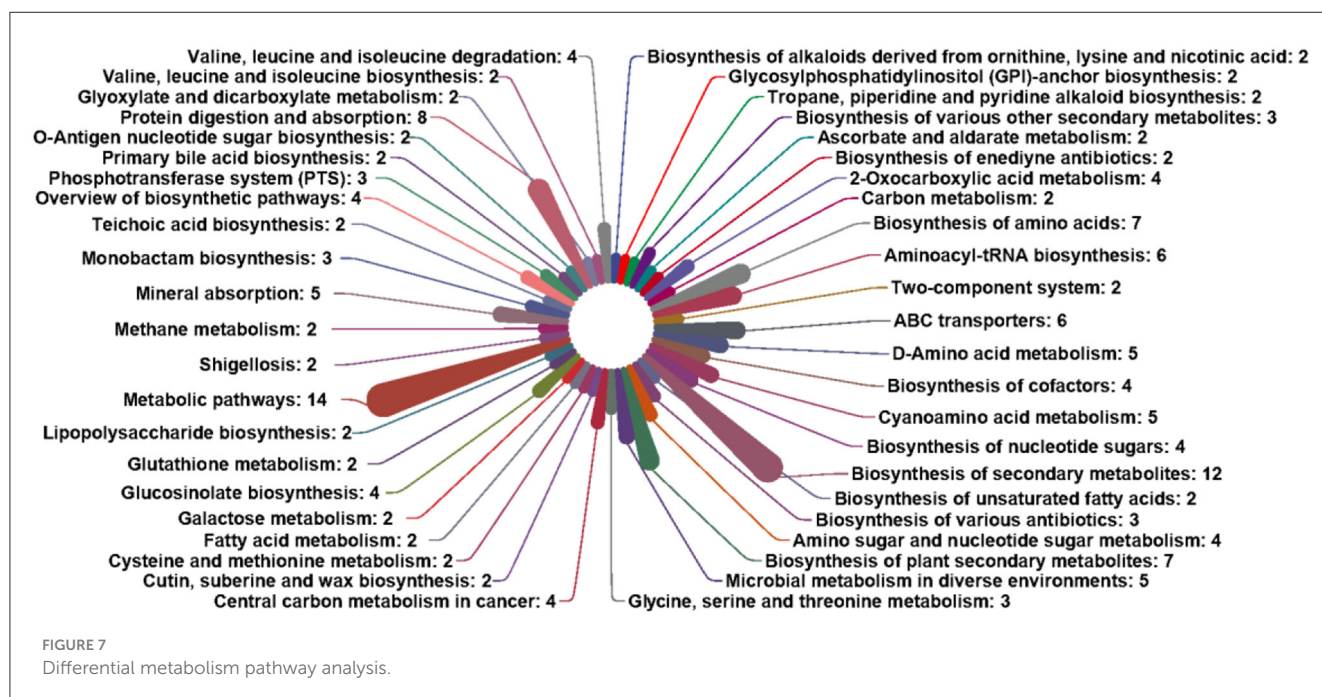 Valine, leucine and isoleucine degradation: 4
Valine, leucine and isoleucine biosynthesis: 2
Glyoxylate and dicarboxylate metabolism: 2
Protein digestion and absorption: 8
O-Antigen nucleotide sugar biosynthesis: 2
Primary bile acid biosynthesis: 2
Phosphotransferase system (PTS): 3
Overview of biosynthetic pathways: 4
Teichoic acid biosynthesis: 2
Monobactam biosynthesis: 3
Mineral absorption: 5
Methane metabolism: 2
Shigellosis: 2
Metabolic pathways: 14
Lipopolysaccharide biosynthesis: 2
Glutathione metabolism: 2
Glucosinolate biosynthesis: 4
Galactose metabolism: 2
Fatty acid metabolism: 2
Cysteine and methionine metabolism: 2
Cutin, suberine and wax biosynthesis: 2
Central carbon metabolism in cancer: 4
Biosynthesis of alkaloids derived from ornithine, lysine and nicotinic acid: 2
Glycosylphosphatidylinositol (GPI)-anchor biosynthesis: 2
Tropane, piperidine and pyridine alkaloid biosynthesis: 2
Biosynthesis of various other secondary metabolites: 3
Ascorbate and aldarate metabolism: 2
Biosynthesis of enediyne antibiotics: 2
2-Oxocarboxylic acid metabolism: 4
Carbon metabolism: 2
Biosynthesis of amino acids: 7
Aminoacyl-tRNA biosynthesis: 6
Two-component system: 2
ABC transporters: 6
D-Amino acid metabolism: 5
Biosynthesis of cofactors: 4
Cyanoamino acid metabolism: 5
Biosynthesis of nucleotide sugars: 4
Biosynthesis of secondary metabolites: 12
Biosynthesis of unsaturated fatty acids: 2
Biosynthesis of various antibiotics: 3
Amino sugar and nucleotide sugar metabolism: 4
Biosynthesis of plant secondary metabolites: 7
Microbial metabolism in diverse environments: 5
Glycine, serine and threonine metabolism: 3
FIGURE 7
Differential metabolism pathway analysis.